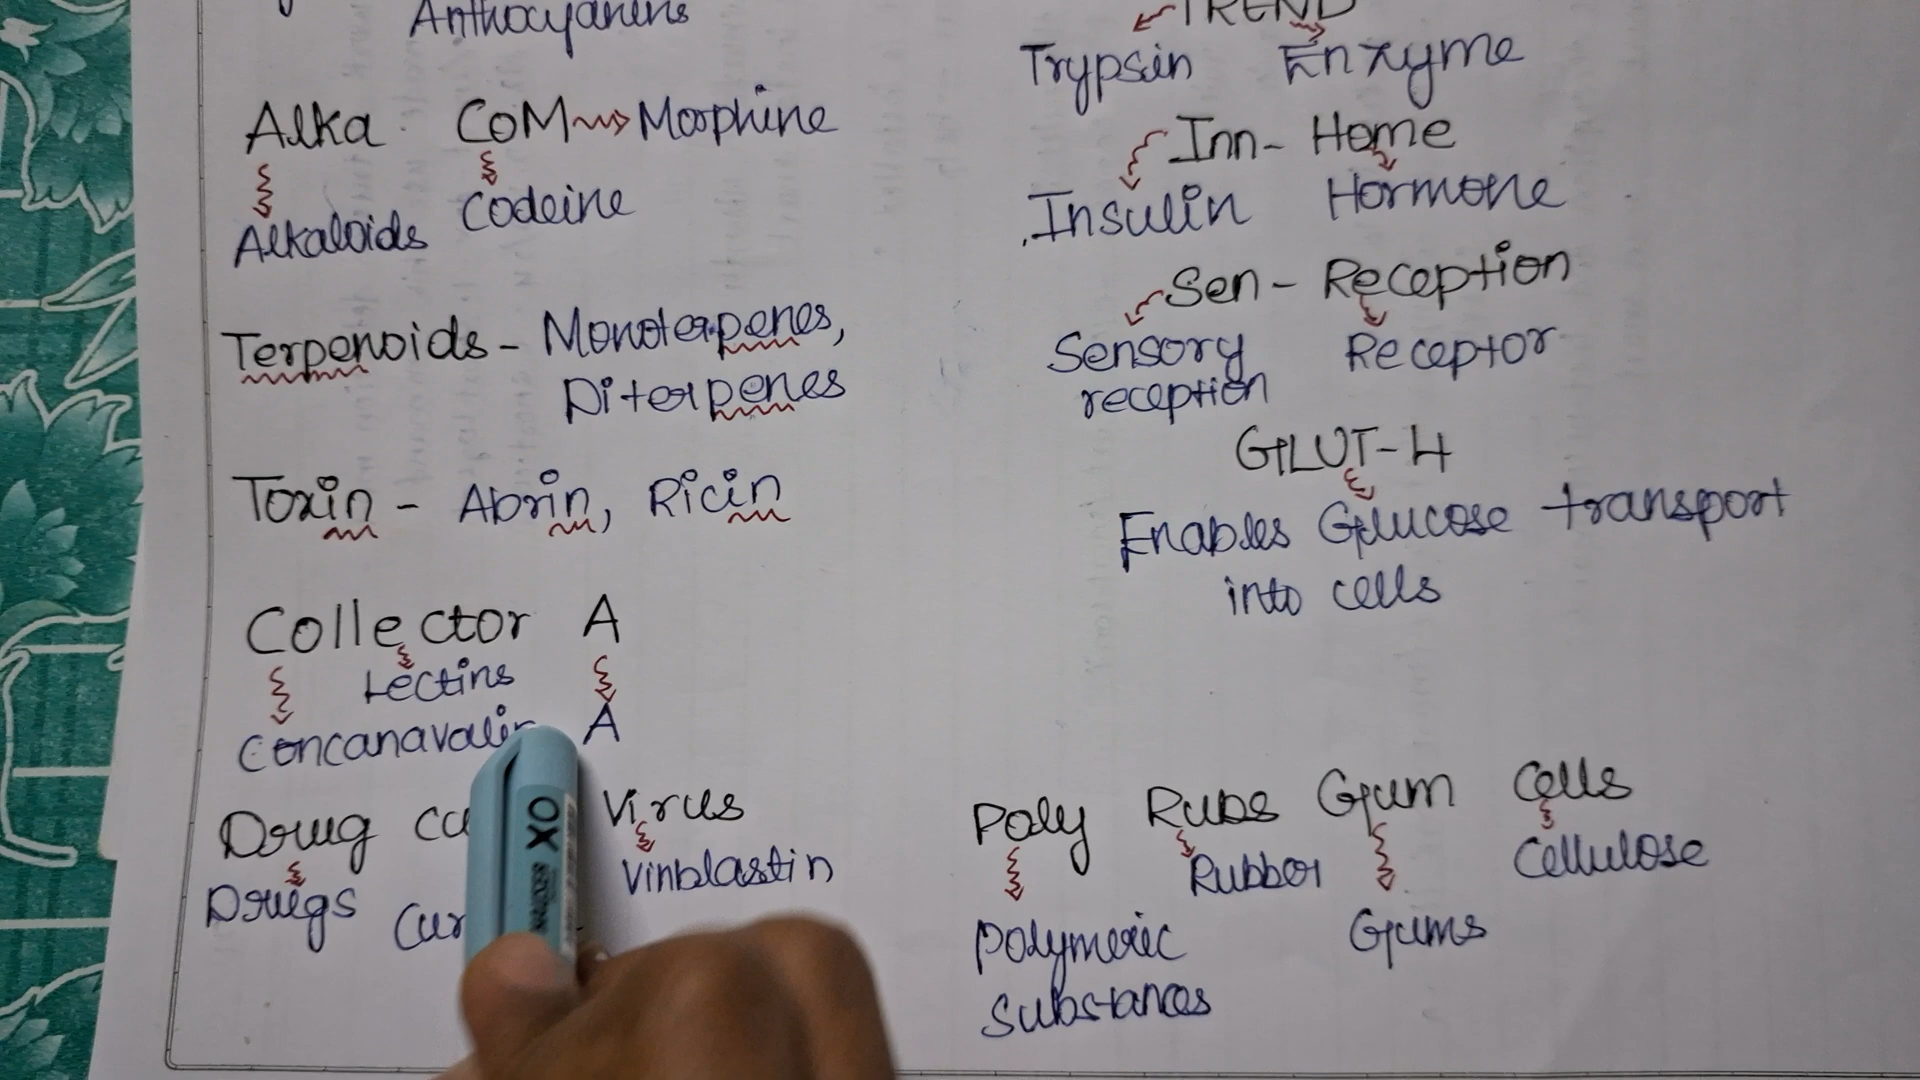 Anthocyanins
Alka CoM Morphine
Alkaloids Codeine
Terpenoids - Monoterpenes,
Diterpenes
Toxin - Abrin, Ricin
Collector A
Lectins
Concanavalin A
Drug Virus
Vinblastin
Drugs
TREND
Trypsin Enzyme
Inn - Home
Insulin Hormone
Sen - Reception
Sensory Receptor
reception
GLUT-4
Enables Glucose transport
into cells
Poly Rubs Gum Cells
Rubber Cellulose
Polymeric Gums
Substances
OX